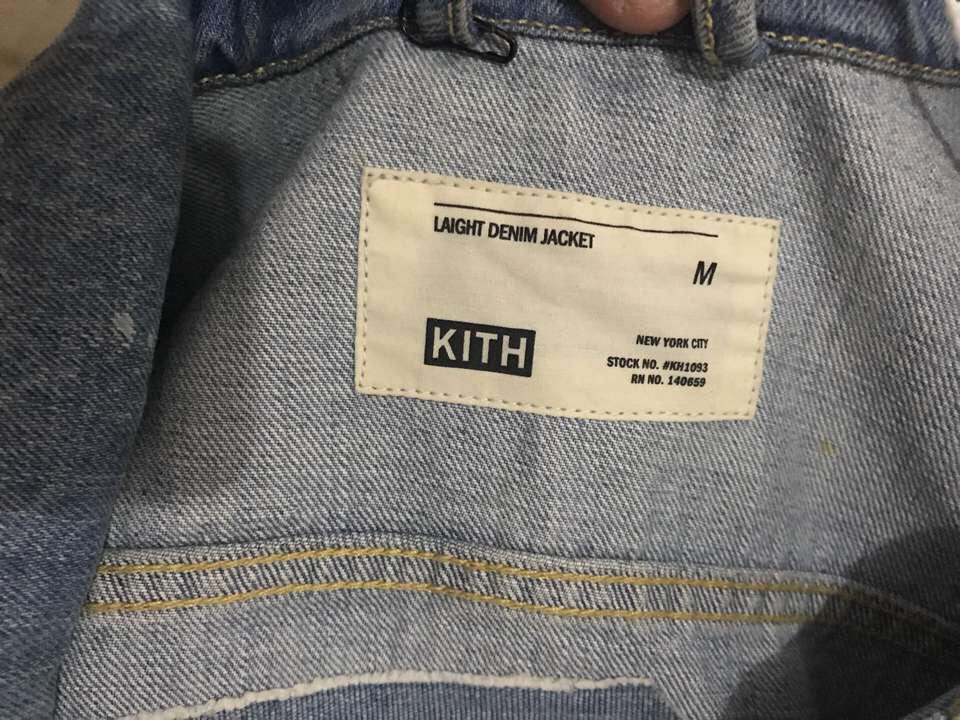 LAIGHT DENIM JACKET
M
KITH
NEW YORK CITY
STOCK NO. #KH1093
RN NO. 140659